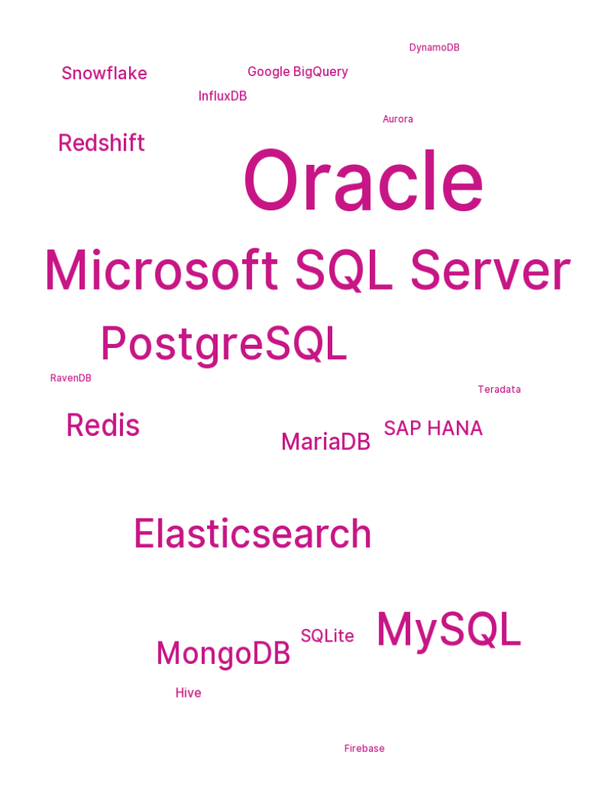 DynamoDB
Snowflake
Google BigQuery
InfluxDB
Aurora
Redshift
Oracle
Microsoft SQL Server
PostgreSQL
RavenDB
Teradata
Redis
MariaDB
SAP HANA
Elasticsearch
MySQL
SQLite
MongoDB
Hive
Firebase